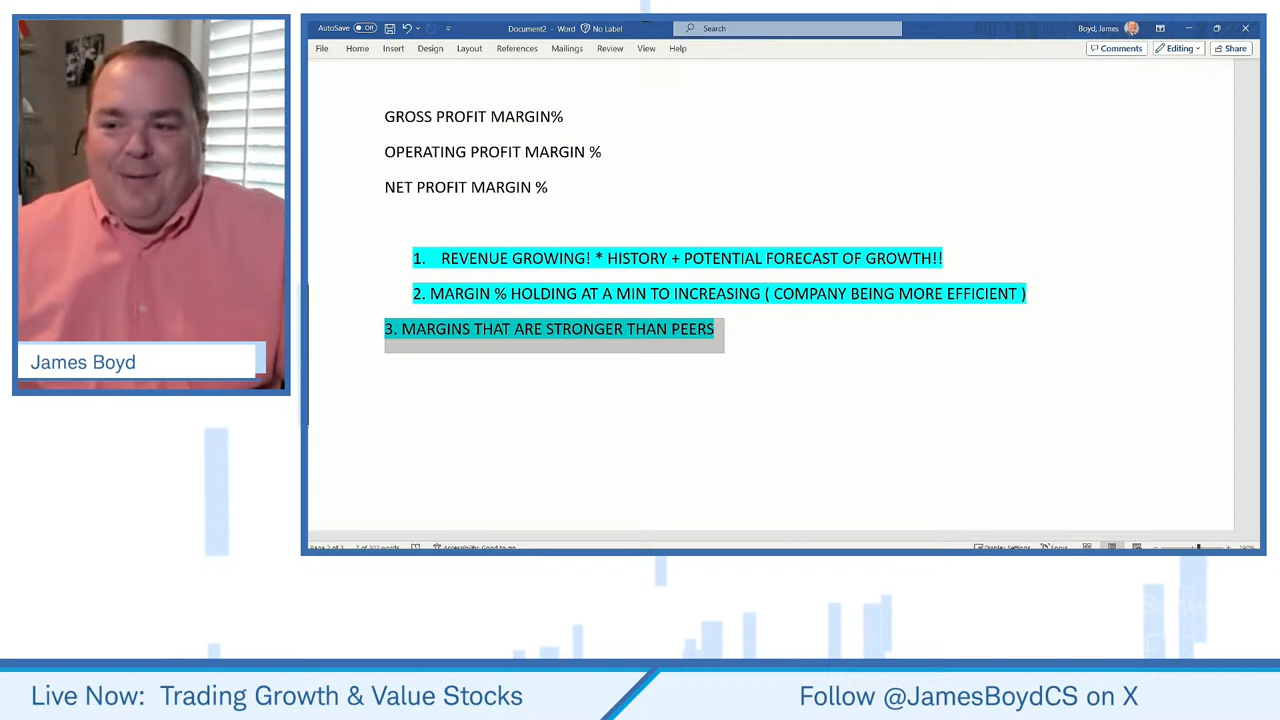 AutoSave Off
Document2 - Word No Label
Search
Boyd, James
File Home Insert Design Layout References Mailings Review View Help
Comments Editing Share
GROSS PROFIT MARGIN%
OPERATING PROFIT MARGIN %
NET PROFIT MARGIN %
1. REVENUE GROWING! * HISTORY + POTENTIAL FORECAST OF GROWTH!!
2. MARGIN % HOLDING AT A MIN TO INCREASING ( COMPANY BEING MORE EFFICIENT )
3. MARGINS THAT ARE STRONGER THAN PEERS
James Boyd
Display Settings Focus
Live Now: Trading Growth & Value Stocks
Follow @JamesBoydCS on X